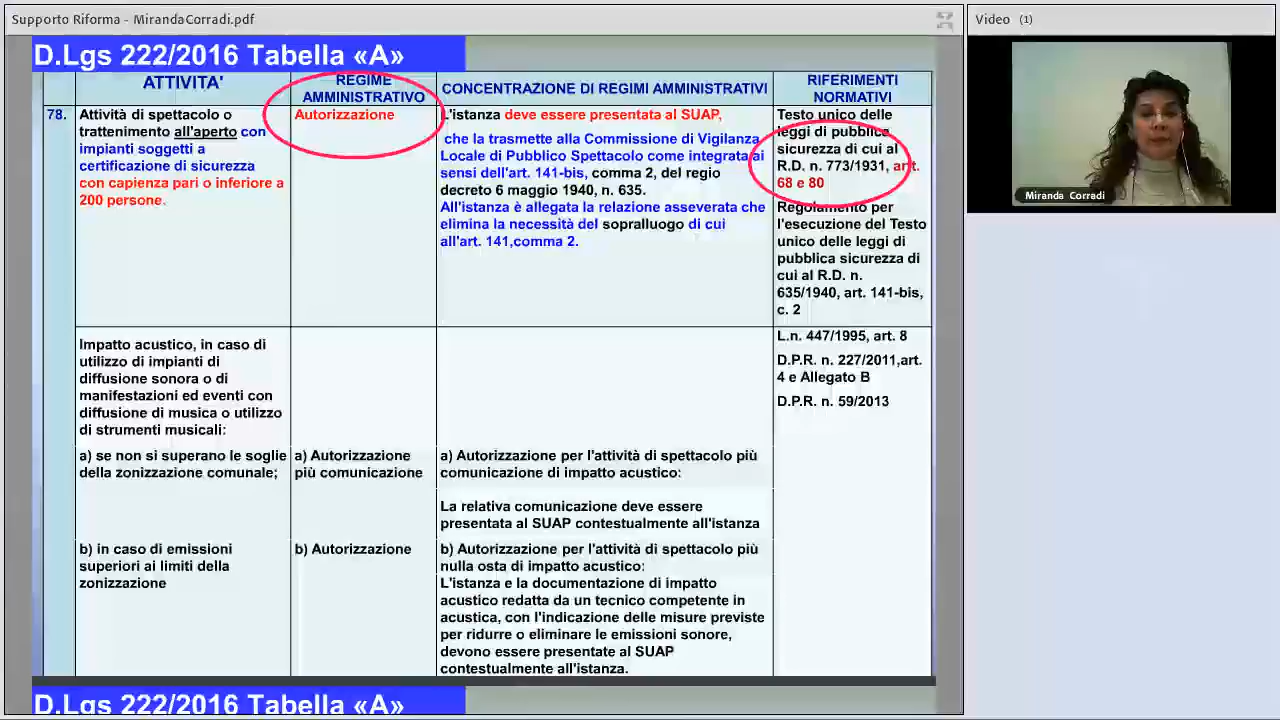 Supporto Riforma - MirandaCorradi.pdf
Video (1)
D.Lgs 222/2016 Tabella «A»
ATTIVITA'
REGIME
AMMINISTRATIVO
CONCENTRAZIONE DI REGIMI AMMINISTRATIVI
RIFERIMENTI
NORMATIVI
78.
Attività di spettacolo o
trattenimento all'aperto con
impianti soggetti a
certificazione di sicurezza
con capienza pari o inferiore a
200 persone.
Autorizzazione
L'istanza deve essere presentata al SUAP,
che la trasmette alla Commissione di Vigilanza
Locale di Pubblico Spettacolo come integrata ai
sensi dell'art. 141-bis, comma 2, del regio
decreto 6 maggio 1940, n. 635.
All'istanza è allegata la relazione asseverata che
elimina la necessità del sopralluogo di cui
all'art. 141,comma 2.
Testo unico delle
leggi di pubblica
sicurezza di cui al
R.D. n. 773/1931, art.
68 e 80
Regolamento per
l'esecuzione del Testo
unico delle leggi di
pubblica sicurezza di
cui al R.D. n.
635/1940, art. 141-bis,
c. 2
Impatto acustico, in caso di
utilizzo di impianti di
diffusione sonora o di
manifestazioni ed eventi con
diffusione di musica o utilizzo
di strumenti musicali:
L.n. 447/1995, art. 8
D.P.R. n. 227/2011,art.
4 e Allegato B
D.P.R. n. 59/2013
a) se non si superano le soglie
della zonizzazione comunale;
a) Autorizzazione
più comunicazione
a) Autorizzazione per l'attività di spettacolo più
comunicazione di impatto acustico:
La relativa comunicazione deve essere
presentata al SUAP contestualmente all'istanza
b) in caso di emissioni
superiori ai limiti della
zonizzazione
b) Autorizzazione
b) Autorizzazione per l'attività di spettacolo più
nulla osta di impatto acustico:
L'istanza e la documentazione di impatto
acustico redatta da un tecnico competente in
acustica, con l'indicazione delle misure previste
per ridurre o eliminare le emissioni sonore,
devono essere presentate al SUAP
contestualmente all'istanza.
D.Lgs 222/2016 Tabella «A»
Miranda Corradi